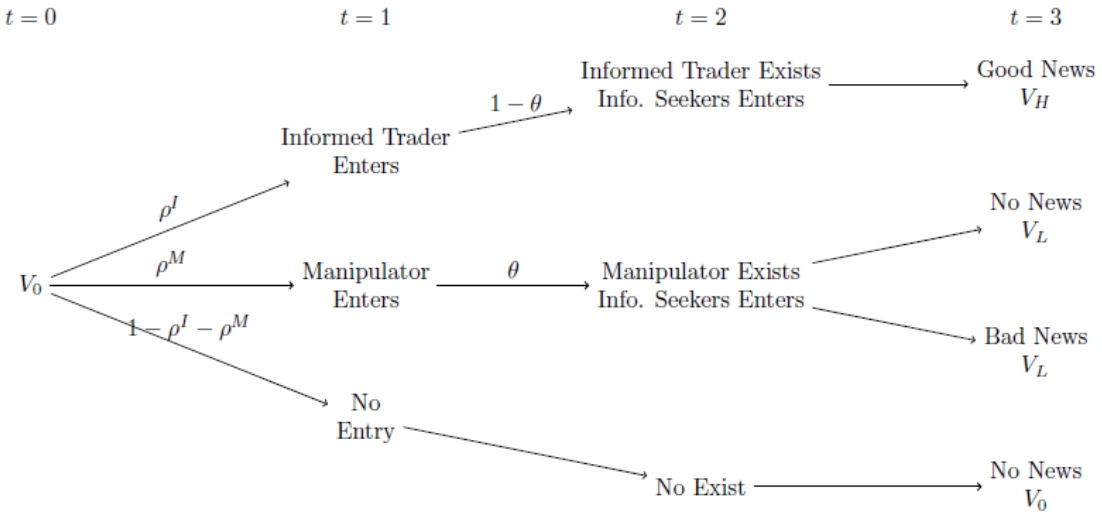 t = 0
t = 1
t = 2
t = 3
Informed Trader Exists
Info. Seekers Enters
Good News
V_H
1 − θ
Informed Trader
Enters
ρ^I
No News
V_L
ρ^M
V_0
Manipulator
Enters
θ
Manipulator Exists
Info. Seekers Enters
1 − ρ^I − ρ^M
Bad News
V_L
No
Entry
No Exist
No News
V_0